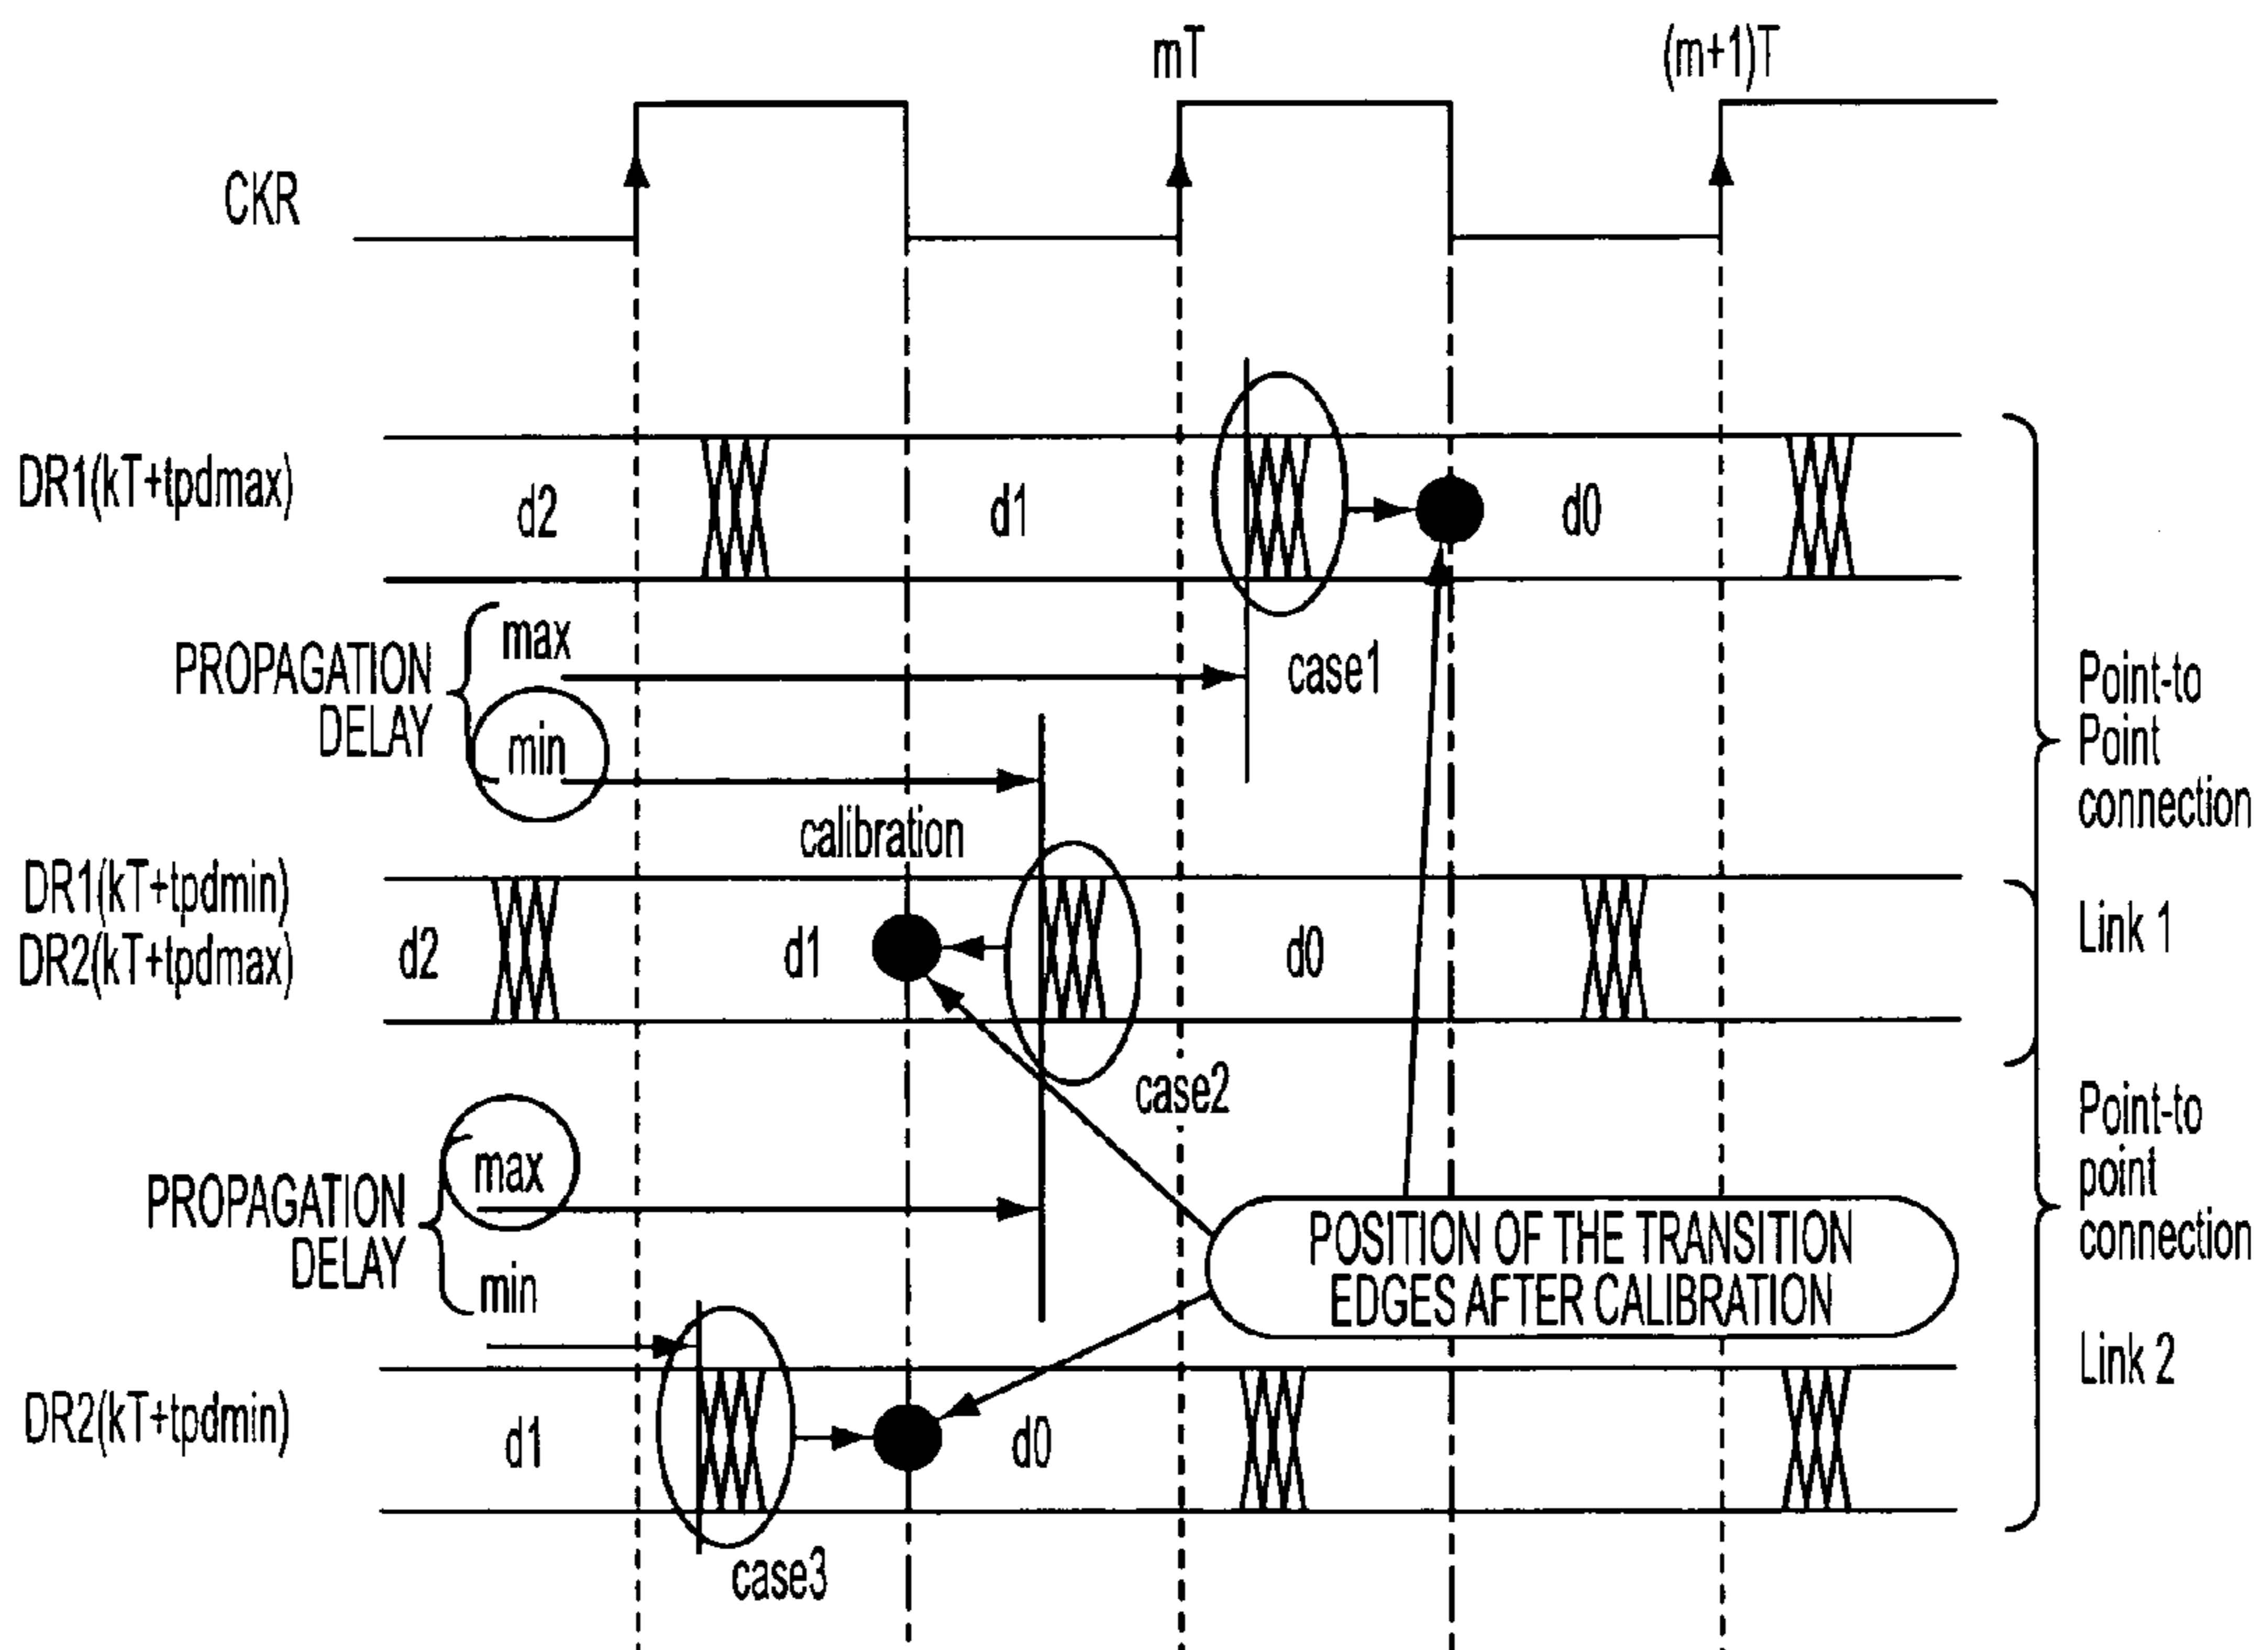 mT
(m+1)T
CKR
DR1(kT+tpdmax)
d2
d1
d0
PROPAGATION
DELAY
max
min
case1
Point-to
Point
connection
calibration
DR1(kT+tpdmin)
DR2(kT+tpdmax)
d2
d1
d0
Link 1
case2
PROPAGATION
DELAY
max
min
POSITION OF THE TRANSITION
EDGES AFTER CALIBRATION
Point-to
point
connection
Link 2
DR2(kT+tpdmin)
d1
d0
case3